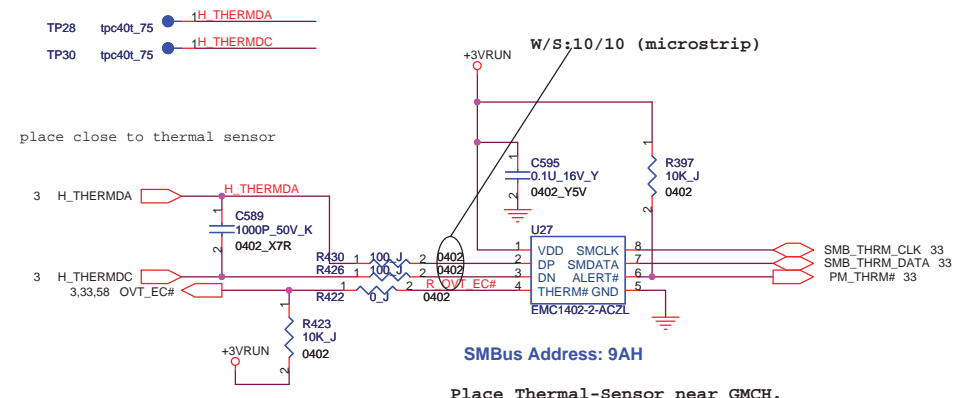 TP28 tpc40t_75 1 H_THERMDA
TP30 tpc40t_75 1 H_THERMDC
W/S:10/10 (microstrip)
+3VRUN
place close to thermal sensor
1
C595
0.1U_16V_Y
0402_Y5V
2
1
R397
10K_J
0402
2
3 H_THERMDA
H_THERMDA
1
C589
1000P_50V_K
0402_X7R
2
U27
1 VDD SMCLK 8
2 DP SMDATA 7
3 DN ALERT# 6
4 THERM# GND 5
EMC1402-2-ACZL
SMB_THRM_CLK 33
SMB_THRM_DATA 33
PM_THRM# 33
R430 1 100_J 2 0402
R426 1 100_J 2 0402
3 H_THERMDC
3,33,58 OVT_EC#
R422 1 0_J 2 0402
R_OVT_EC#
1
R423
10K_J
0402
2
+3VRUN
SMBus Address: 9AH
Place Thermal-Sensor near GMCH.